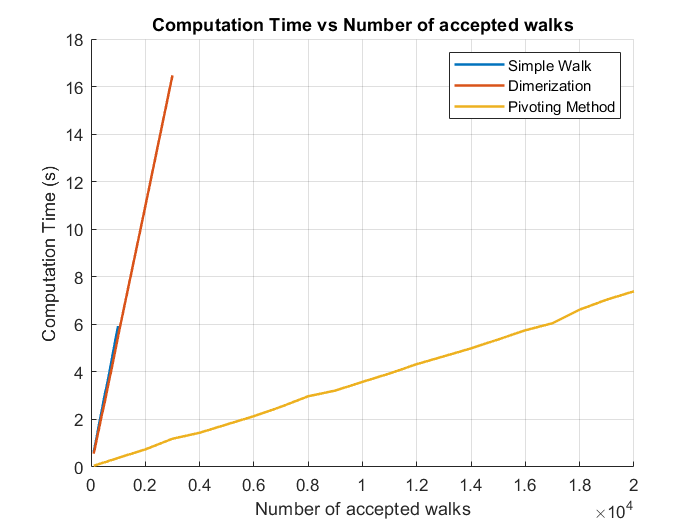 Computation Time vs Number of accepted walks
18
16
14
12
10
8
6
4
2
0
Computation Time (s)
Simple Walk
Dimerization
Pivoting Method
0 0.2 0.4 0.6 0.8 1 1.2 1.4 1.6 1.8 2
Number of accepted walks
×10⁴